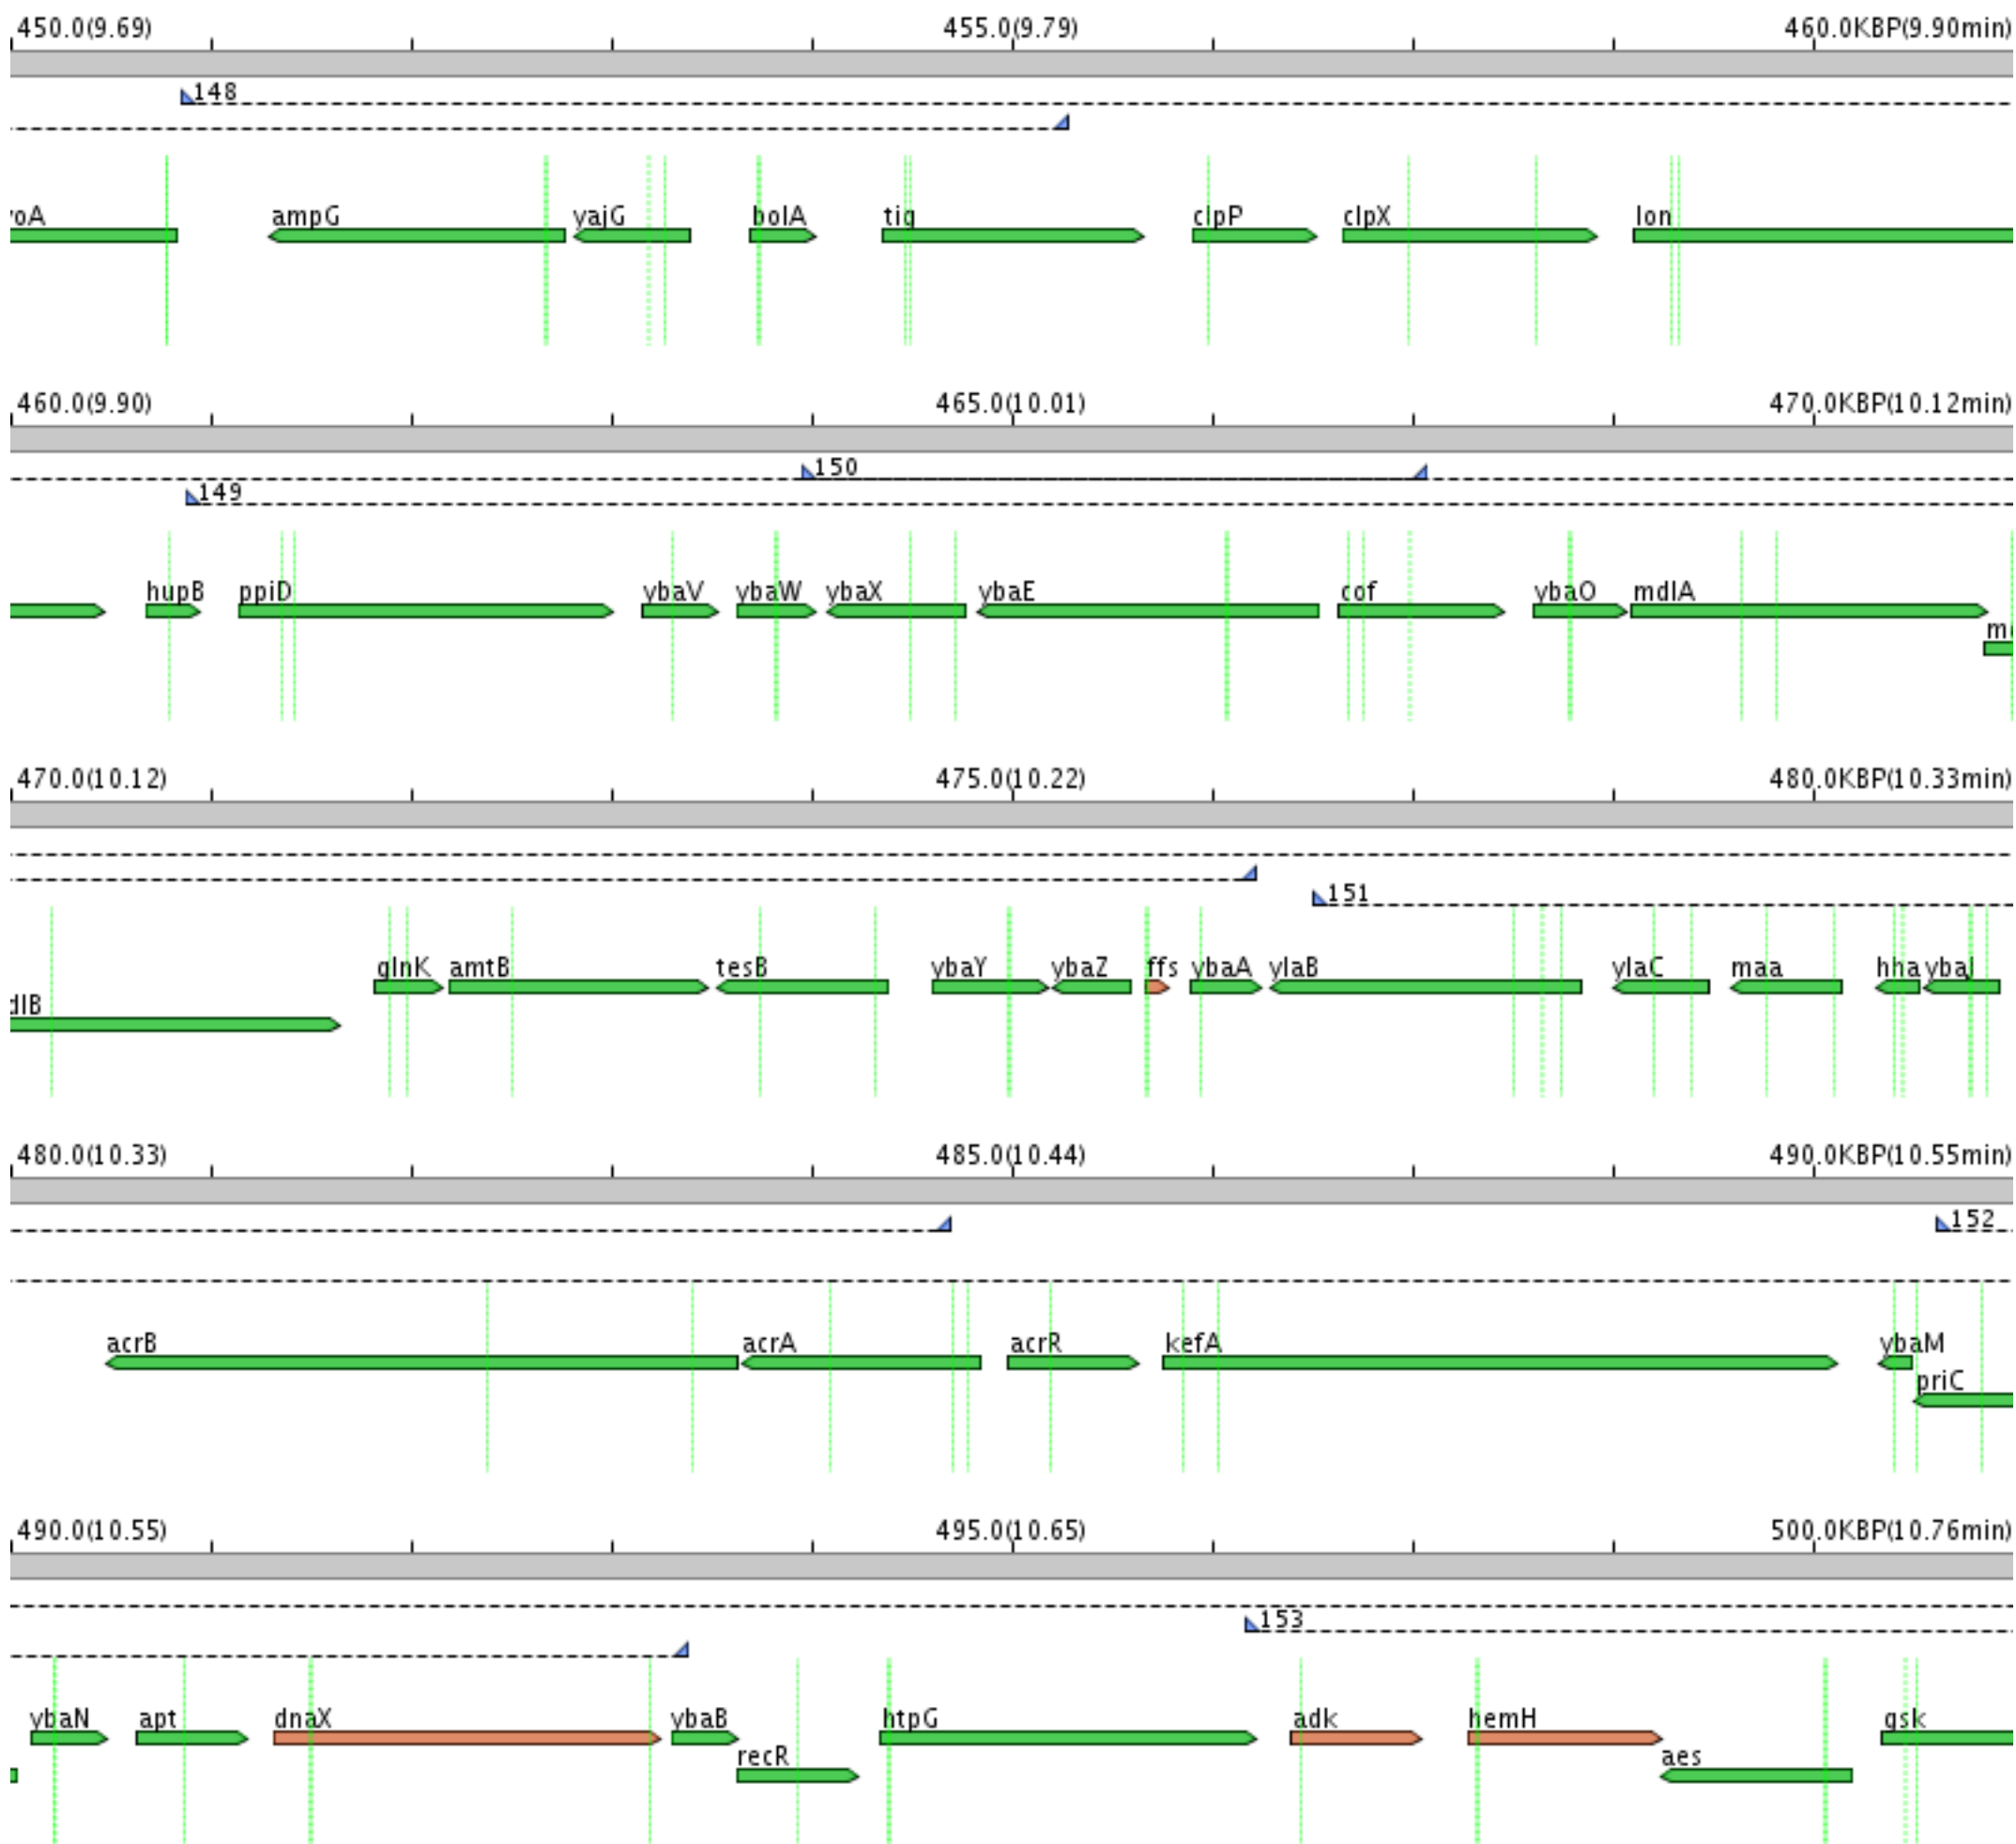 450.0(9.69) 455.0(9.79) 460.0KBP(9.90min)
148
roA ampG yajG bolA tig clpP clpX lon
460.0(9.90) 465.0(10.01) 470.0KBP(10.12min)
150
149
hupB ppiD ybaV ybaW ybaX ybaE cof ybaO mdlA
m
470.0(10.12) 475.0(10.22) 480.0KBP(10.33min)
151
glnK amtB tesB ybaY ybaZ ffs ybaA ylaB ylaC maa hha ybaJ
dlB
480.0(10.33) 485.0(10.44) 490.0KBP(10.55min)
152
acrB acrA acrR kefA ybaM
priC
490.0(10.55) 495.0(10.65) 500.0KBP(10.76min)
153
ybaN apt dnaX ybaB htpG adk hemH gsk
recR aes